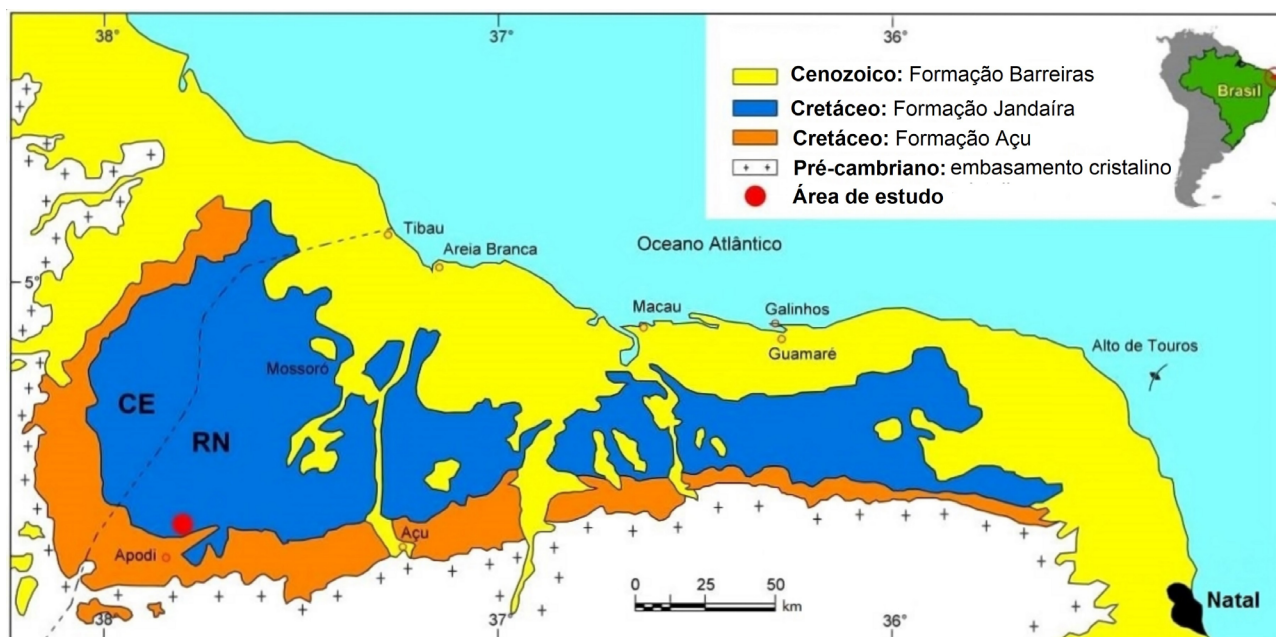 38°
37°
36°
Cenozoico: Formação Barreiras
Cretáceo: Formação Jandaíra
Cretáceo: Formação Açu
Pré-cambriano: embasamento cristalino
Área de estudo
Brasil
Tibau
Areia Branca
Oceano Atlântico
5°
Macau
Galinhos
Guamaré
Alto de Touros
Mossoró
CE
RN
Apodi
Açu
0 25 50
km
Natal
38°
37°
36°